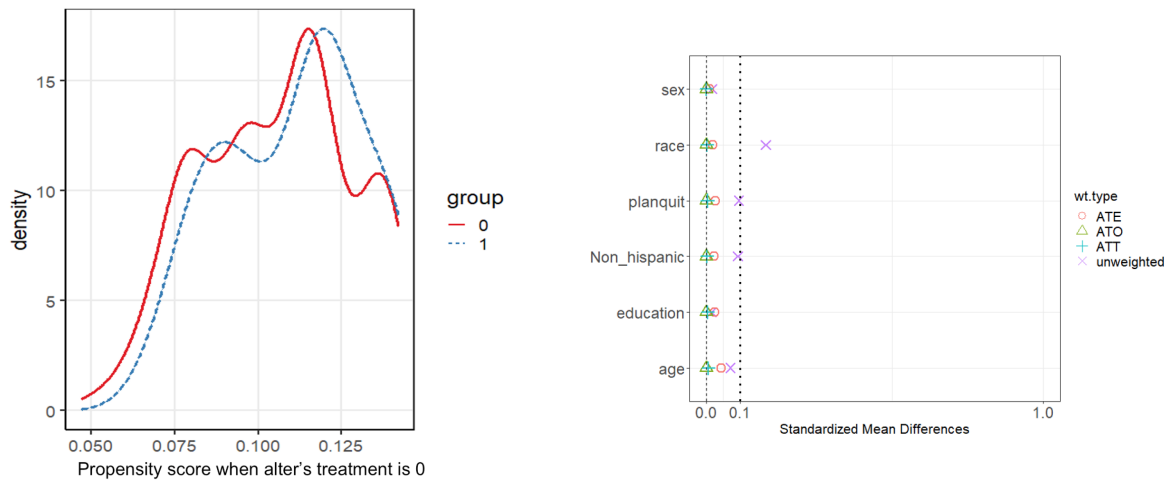 density
15
10
5
0
0.050 0.075 0.100 0.125
Propensity score when alter's treatment is 0
group
0
1
sex
race
planquit
Non_hispanic
education
age
0.0 0.1 1.0
Standardized Mean Differences
wt.type
ATE
ATO
ATT
unweighted